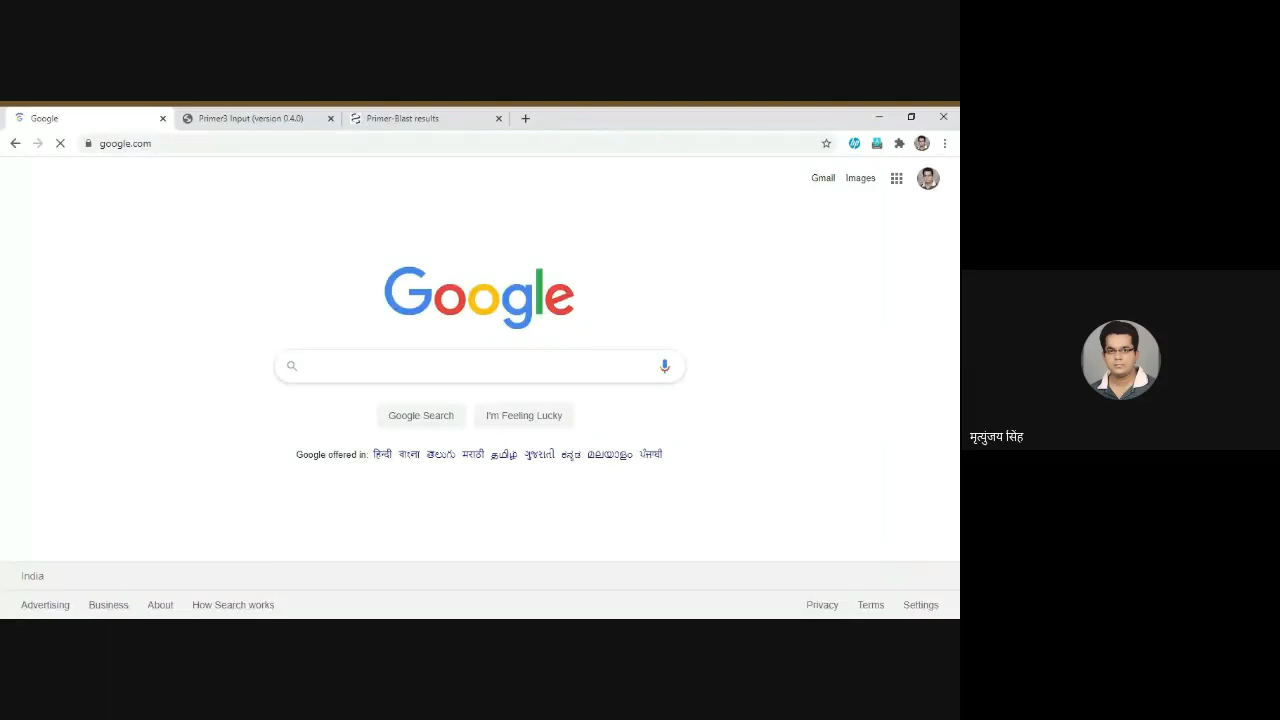 Google
Primer3 Input (version 0.4.0)
Primer-Blast results
google.com
Gmail Images
Google
Google Search I'm Feeling Lucky
Google offered in: हिन्दी বাংলা తెలుగు मराठी தமிழ் ગુજરાતી ಕನ್ನಡ മലയാളം ਪੰਜਾਬੀ
मृत्युंजय सिंह
India
Advertising Business About How Search works Privacy Terms Settings